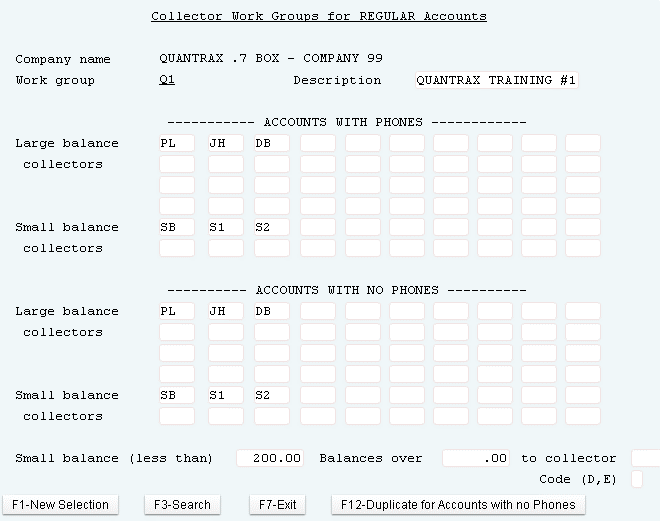 Collector Work Groups for REGULAR Accounts
Company name QUANTRAX .7 BOX - COMPANY 99
Work group Q1 Description QUANTRAX TRAINING #1
----------- ACCOUNTS WITH PHONES ------------
Large balance PL JH DB
collectors
Small balance SB S1 S2
collectors
---------- ACCOUNTS WITH NO PHONES ----------
Large balance PL JH DB
collectors
Small balance SB S1 S2
collectors
Small balance (less than) 200.00 Balances over .00 to collector
Code (D,E)
F1-New Selection F3-Search F7-Exit F12-Duplicate for Accounts with no Phones